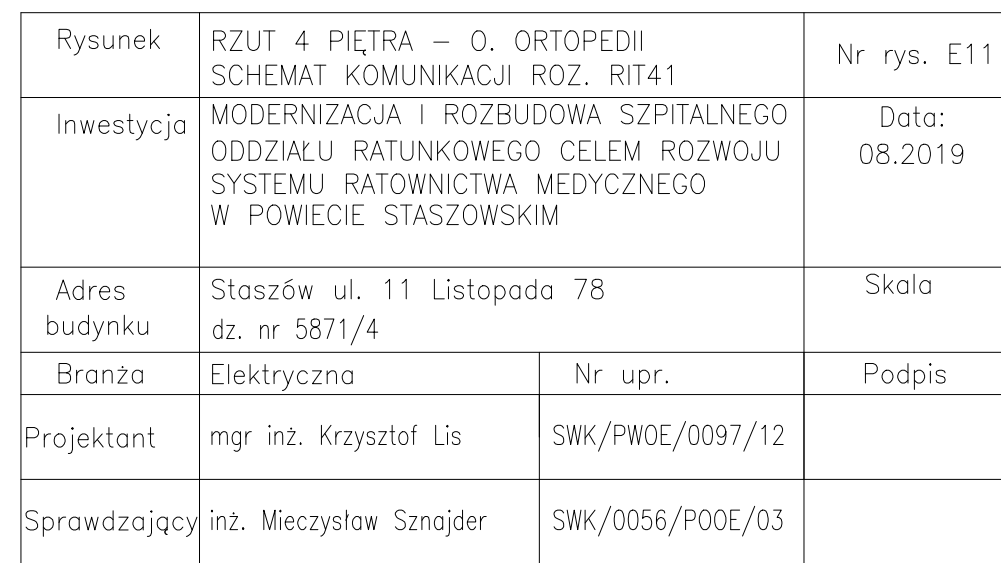 Rysunek
RZUT 4 PIĘTRA – O. ORTOPEDII
SCHEMAT KOMUNIKACJI ROZ. RIT41
Nr rys. E11
Inwestycja
MODERNIZACJA I ROZBUDOWA SZPITALNEGO
ODDZIAŁU RATUNKOWEGO CELEM ROZWOJU
SYSTEMU RATOWNICTWA MEDYCZNEGO
W POWIECIE STASZOWSKIM
Data:
08.2019
Adres
budynku
Staszów ul. 11 Listopada 78
dz. nr 5871/4
Skala
Branża
Elektryczna
Nr upr.
Podpis
Projektant
mgr inż. Krzysztof Lis
SWK/PWOE/0097/12
Sprawdzający
inż. Mieczysław Sznajder
SWK/0056/POOE/03